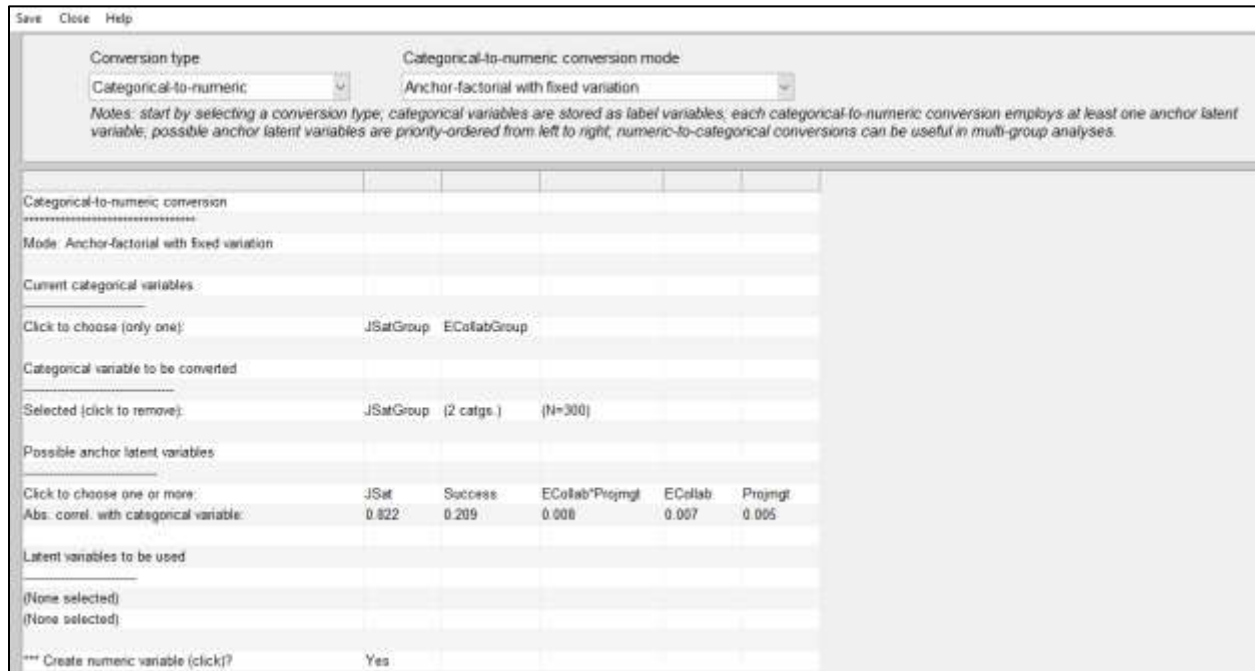 Save Close Help
Conversion type Categorical-to-numeric conversion mode
Categorical-to-numeric Anchor-factorial with fixed variation
Notes: start by selecting a conversion type; categorical variables are stored as label variables; each categorical-to-numeric conversion employs at least one anchor latent
variable; possible anchor latent variables are priority-ordered from left to right; numeric-to-categorical conversions can be useful in multi-group analyses.
Categorical-to-numeric conversion
***********************************
Mode: Anchor-factorial with fixed variation
Current categorical variables
------------------------------
Click to choose (only one): JSatGroup ECollabGroup
Categorical variable to be converted
-------------------------------------
Selected (click to remove): JSatGroup (2 catgs.) (N=300)
Possible anchor latent variables
---------------------------------
Click to choose one or more: JSat Success ECollab*Projmgt ECollab Projmgt
Abs. correl. with categorical variable: 0.822 0.209 0.008 0.007 0.005
Latent variables to be used
----------------------------
(None selected)
(None selected)
*** Create numeric variable (click)? Yes